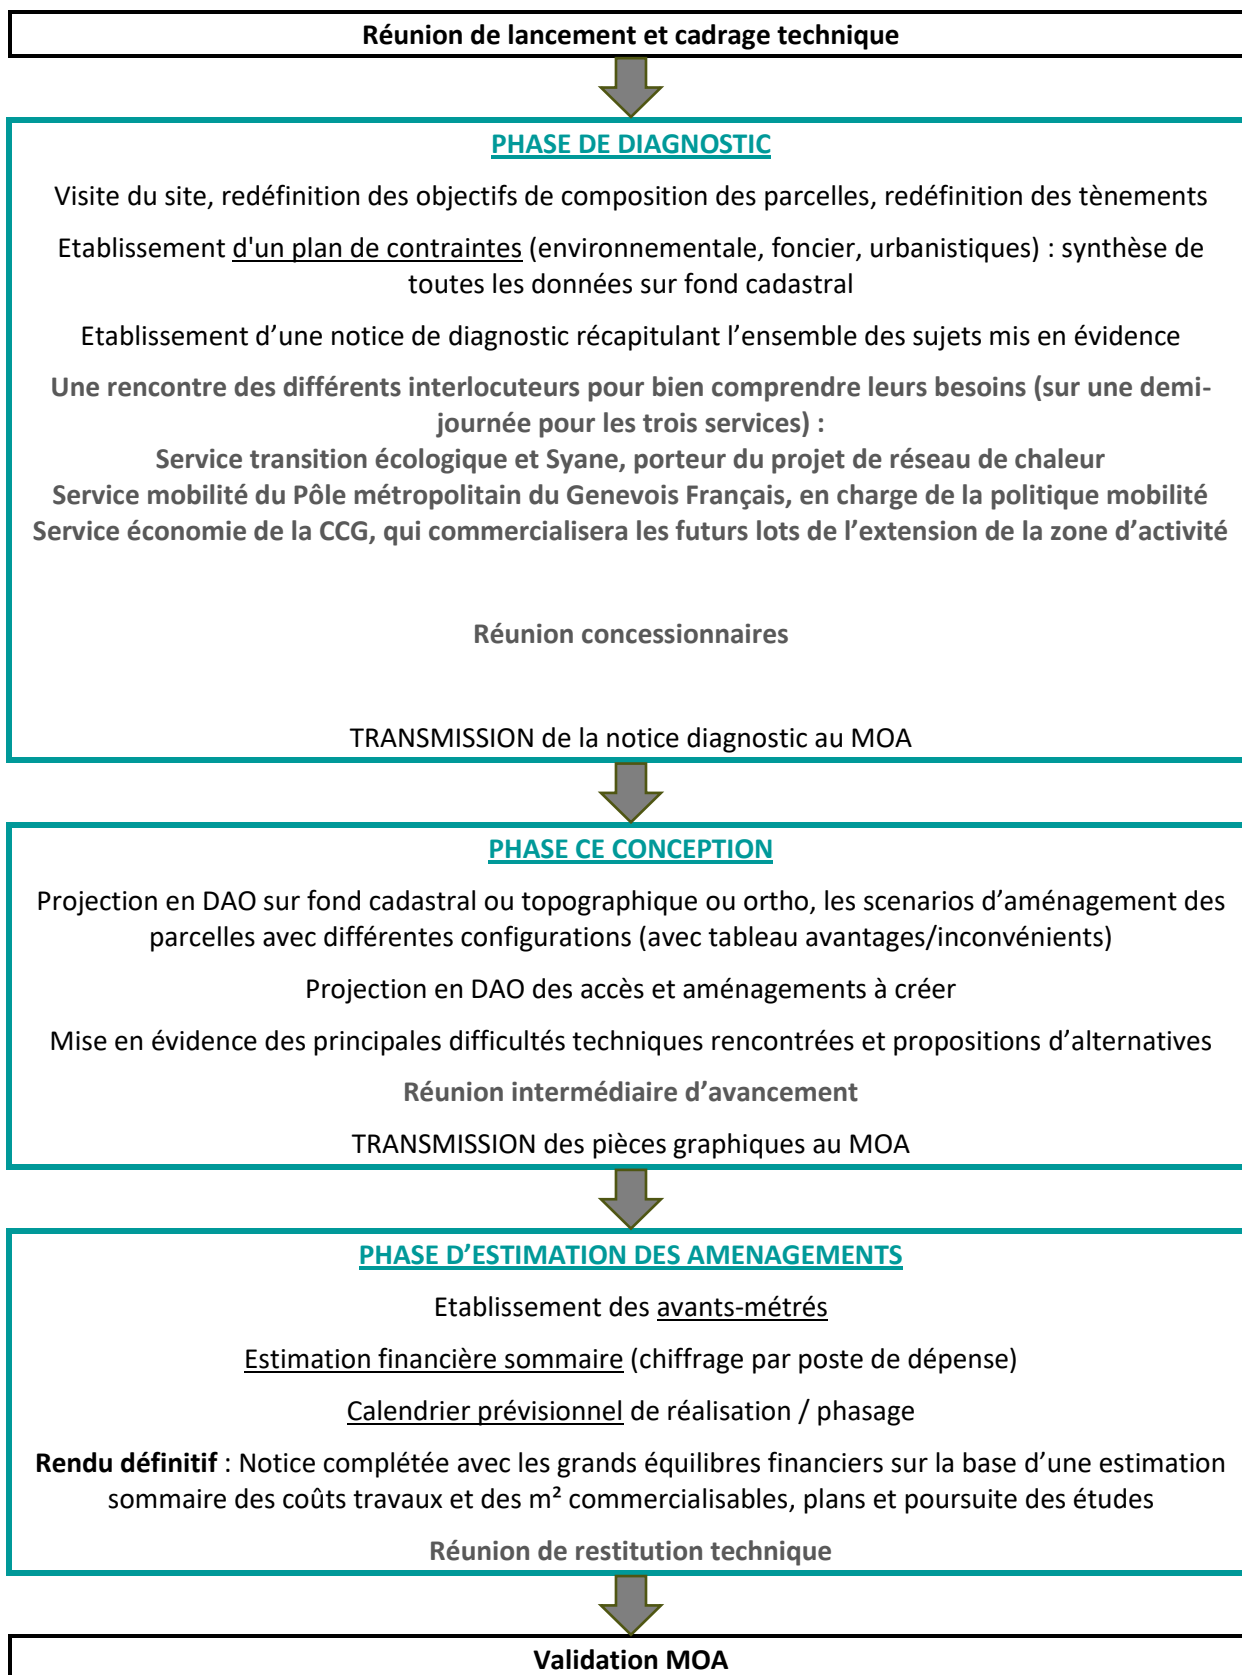 Réunion de lancement et cadrage technique
PHASE DE DIAGNOSTIC
Visite du site, redéfinition des objectifs de composition des parcelles, redéfinition des tènements
Etablissement d'un plan de contraintes (environnementale, foncier, urbanistiques) : synthèse de
toutes les données sur fond cadastral
Etablissement d’une notice de diagnostic récapitulant l’ensemble des sujets mis en évidence
Une rencontre des différents interlocuteurs pour bien comprendre leurs besoins (sur une demi-
journée pour les trois services) :
Service transition écologique et Syane, porteur du projet de réseau de chaleur
Service mobilité du Pôle métropolitain du Genevois Français, en charge de la politique mobilité
Service économie de la CCG, qui commercialisera les futurs lots de l’extension de la zone d’activité
Réunion concessionnaires
TRANSMISSION de la notice diagnostic au MOA
PHASE CE CONCEPTION
Projection en DAO sur fond cadastral ou topographique ou ortho, les scenarios d’aménagement des
parcelles avec différentes configurations (avec tableau avantages/inconvénients)
Projection en DAO des accès et aménagements à créer
Mise en évidence des principales difficultés techniques rencontrées et propositions d’alternatives
Réunion intermédiaire d’avancement
TRANSMISSION des pièces graphiques au MOA
PHASE D’ESTIMATION DES AMENAGEMENTS
Etablissement des avants-métrés
Estimation financière sommaire (chiffrage par poste de dépense)
Calendrier prévisionnel de réalisation / phasage
Rendu définitif : Notice complétée avec les grands équilibres financiers sur la base d’une estimation
sommaire des coûts travaux et des m² commercialisables, plans et poursuite des études
Réunion de restitution technique
Validation MOA